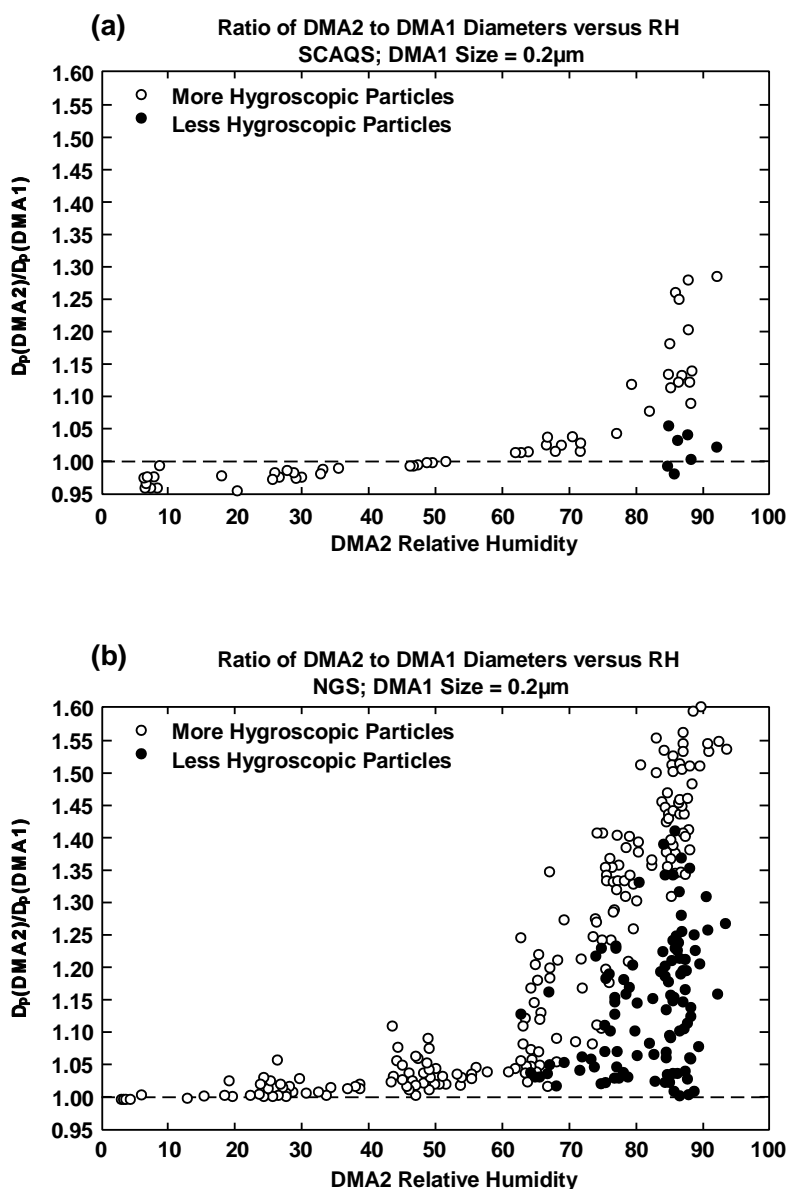 (a)
Ratio of DMA2 to DMA1 Diameters versus RH
SCAQS; DMA1 Size = 0.2µm
More Hygroscopic Particles
Less Hygroscopic Particles
1.60
1.55
1.50
1.45
1.40
1.35
1.30
1.25
1.20
1.15
1.10
1.05
1.00
0.95
Dp(DMA2)/Dp(DMA1)
0 10 20 30 40 50 60 70 80 90 100
DMA2 Relative Humidity
(b)
Ratio of DMA2 to DMA1 Diameters versus RH
NGS; DMA1 Size = 0.2µm
More Hygroscopic Particles
Less Hygroscopic Particles
1.60
1.55
1.50
1.45
1.40
1.35
1.30
1.25
1.20
1.15
1.10
1.05
1.00
0.95
Dp(DMA2)/Dp(DMA1)
0 10 20 30 40 50 60 70 80 90 100
DMA2 Relative Humidity